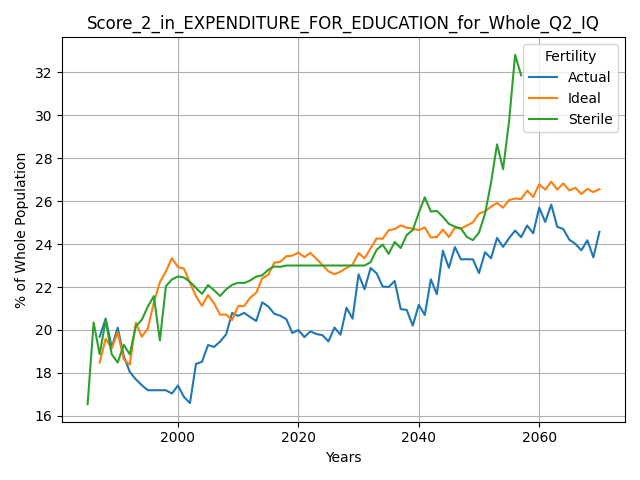 Score_2_in_EXPENDITURE_FOR_EDUCATION_for_Whole_Q2_IQ
% of Whole Population
32
30
28
26
24
22
20
18
16
Fertility
Actual
Ideal
Sterile
2000
2020
2040
2060
Years